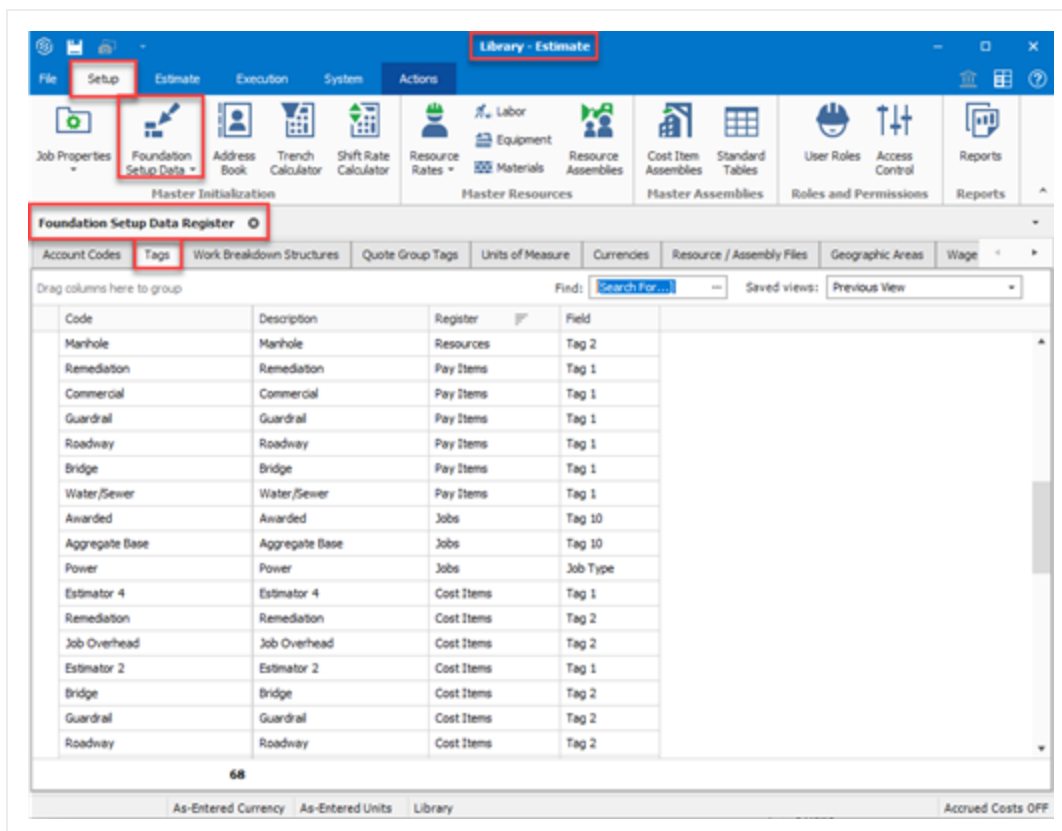 Library - Estimate
File Setup Estimate Execution System Actions
Job Properties
Foundation Setup Data
Address Book
Trench Calculator
Shift Rate Calculator
Resource Rates
Labor
Equipment
Materials
Resource Assemblies
Cost Item Assemblies
Standard Tables
User Roles
Access Control
Reports
Master Initialization Master Resources Master Assemblies Roles and Permissions Reports
Foundation Setup Data Register
Account Codes Tags Work Breakdown Structures Quote Group Tags Units of Measure Currencies Resource / Assembly Files Geographic Areas Wage
Drag columns here to group Find: [Search For...] Saved views: Previous View
Code Description Register Field
Manhole Manhole Resources Tag 2
Remediation Remediation Pay Items Tag 1
Commercial Commercial Pay Items Tag 1
Guardrail Guardrail Pay Items Tag 1
Roadway Roadway Pay Items Tag 1
Bridge Bridge Pay Items Tag 1
Water/Sewer Water/Sewer Pay Items Tag 1
Awarded Awarded Jobs Tag 10
Aggregate Base Aggregate Base Jobs Tag 10
Power Power Jobs Job Type
Estimator 4 Estimator 4 Cost Items Tag 1
Remediation Remediation Cost Items Tag 2
Job Overhead Job Overhead Cost Items Tag 2
Estimator 2 Estimator 2 Cost Items Tag 1
Bridge Bridge Cost Items Tag 2
Guardrail Guardrail Cost Items Tag 2
Roadway Roadway Cost Items Tag 2
68
As-Entered Currency As-Entered Units Library Accrued Costs OFF